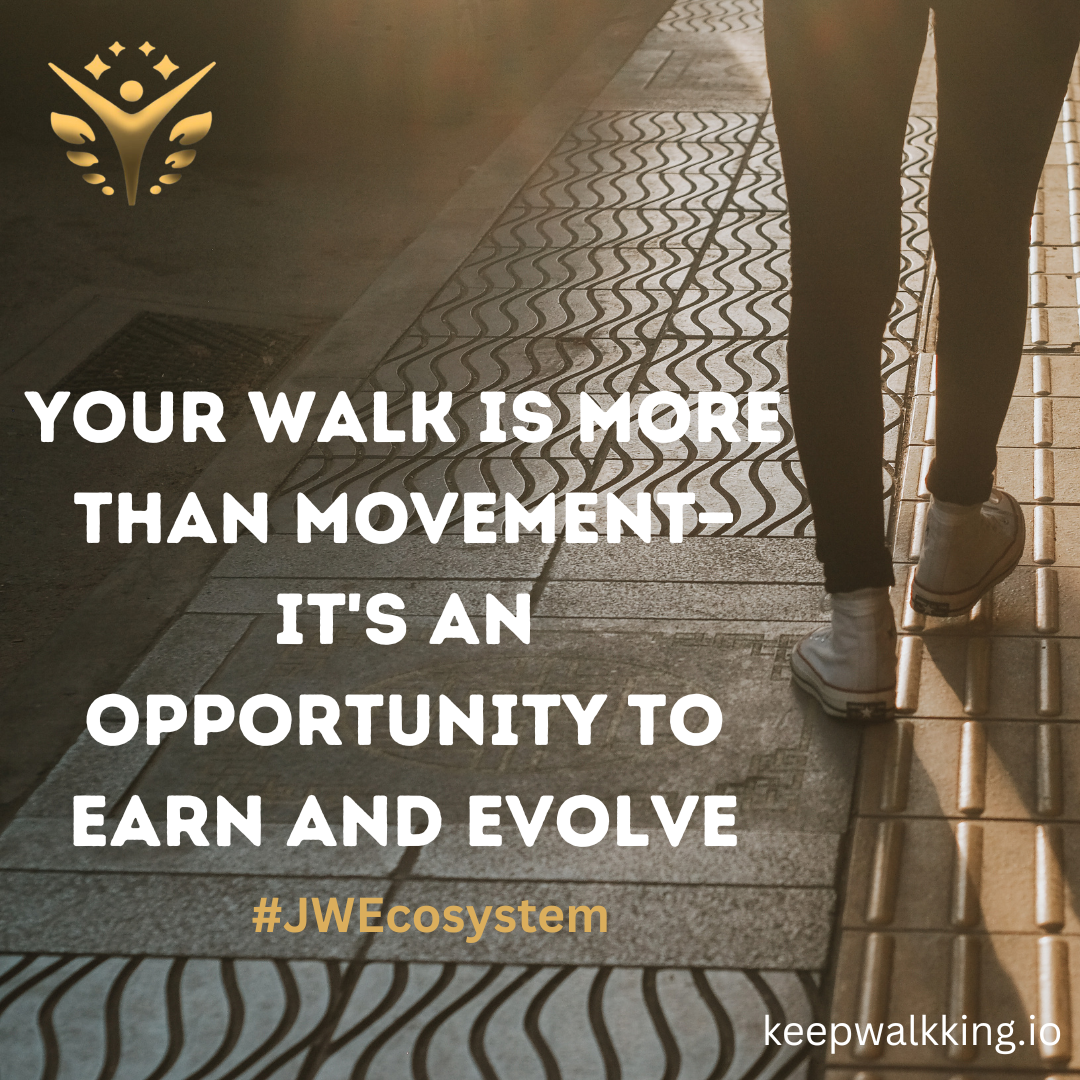 YOUR WALK IS MORE
THAN MOVEMENT—
IT'S AN
OPPORTUNITY TO
EARN AND EVOLVE
#JWEcosystem
keepwalkking.io